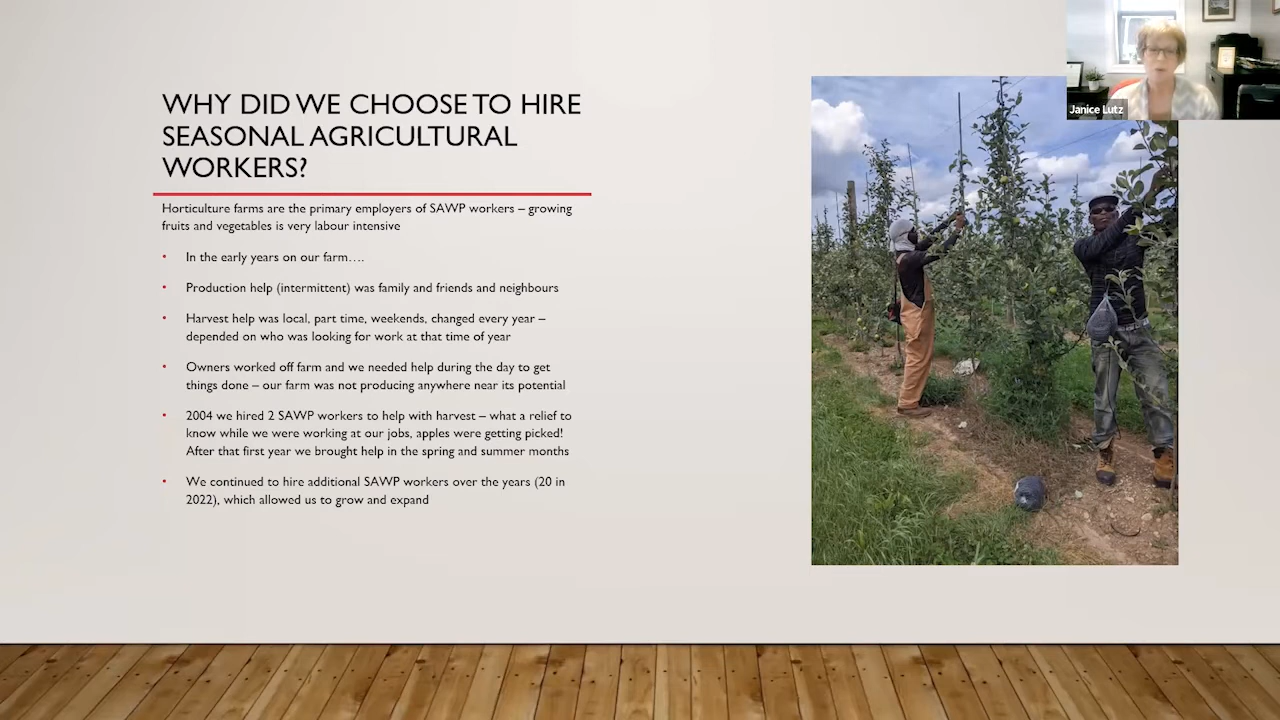 WHY DID WE CHOOSE TO HIRE
SEASONAL AGRICULTURAL
WORKERS?
Horticulture farms are the primary employers of SAWP workers – growing
fruits and vegetables is very labour intensive
• In the early years on our farm….
• Production help (intermittent) was family and friends and neighbours
• Harvest help was local, part time, weekends, changed every year –
depended on who was looking for work at that time of year
• Owners worked off farm and we needed help during the day to get
things done – our farm was not producing anywhere near its potential
• 2004 we hired 2 SAWP workers to help with harvest – what a relief to
know while we were working at our jobs, apples were getting picked!
After that first year we brought help in the spring and summer months
• We continued to hire additional SAWP workers over the years (20 in
2022), which allowed us to grow and expand
Janice Lutz